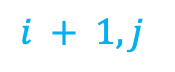 i + 1,j